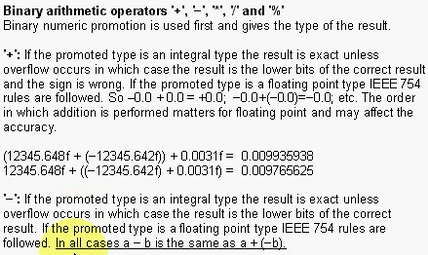 Binary arithmetic operators '+', '–', '*', '/' and '%'
Binary numeric promotion is used first and gives the type of the result.
'+': If the promoted type is an integral type the result is exact unless
overflow occurs in which case the result is the lower bits of the correct result
and the sign is wrong. If the promoted type is a floating point type IEEE 754
rules are followed. So –0.0 +0.0 = +0.0; –0.0+(–0.0)=–0.0; etc. The order
in which addition is performed matters for floating point and may affect the
accuracy.
(12345.648f + (–12345.642f)) + 0.0031f = 0.009935938
12345.648f + ((–12345.642f) + 0.0031f) = 0.009765625
'–': If the promoted type is an integral type the result is exact unless
overflow occurs in which case the result is the lower bits of the correct
result. If the promoted type is a floating point type IEEE 754 rules are
followed. In all cases a – b is the same as a + (–b).